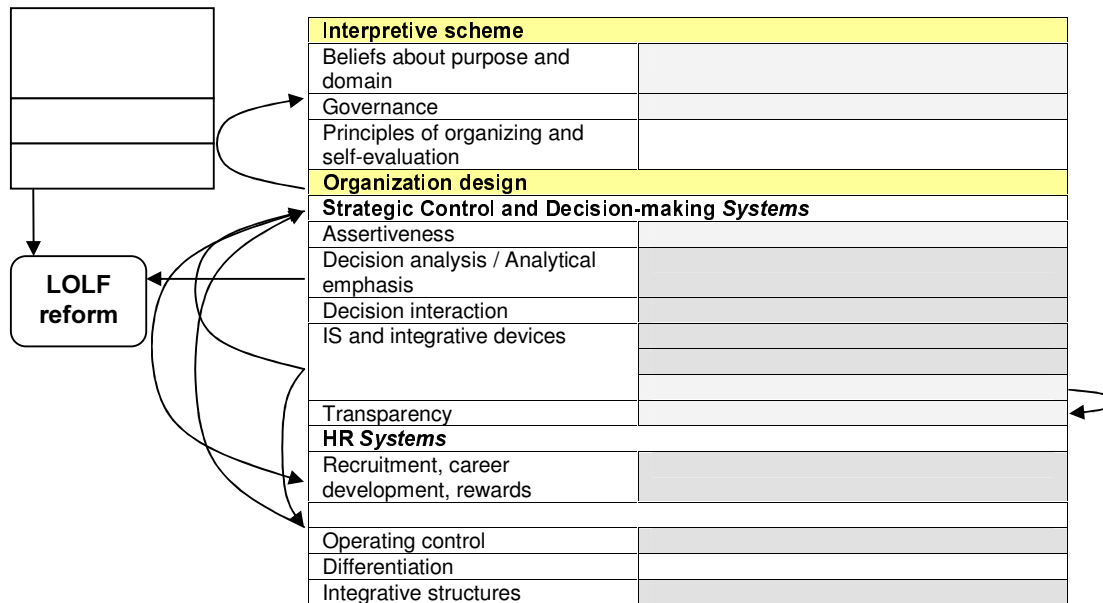 Interpretive scheme
Beliefs about purpose and
domain
Governance
Principles of organizing and
self-evaluation
Organization design
Strategic Control and Decision-making Systems
Assertiveness
Decision analysis / Analytical
emphasis
Decision interaction
IS and integrative devices
Transparency
HR Systems
Recruitment, career
development, rewards
Operating control
Differentiation
Integrative structures
LOLF
reform